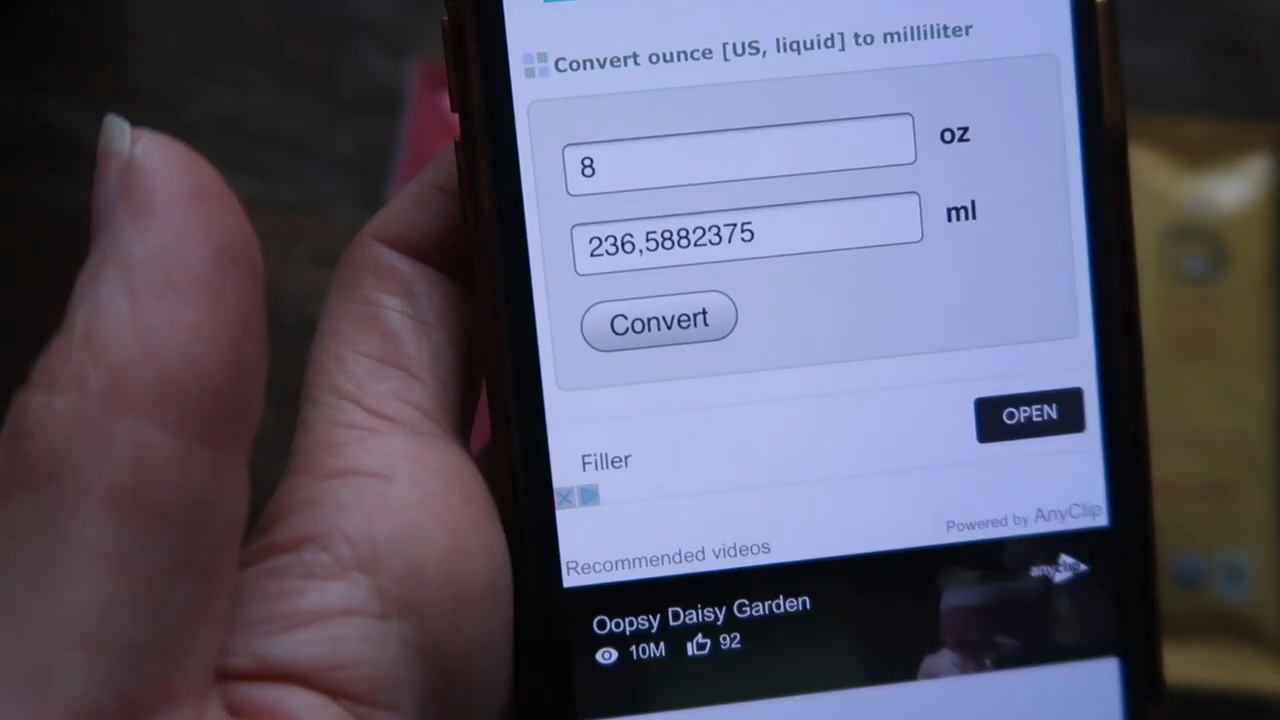 Convert ounce [US, liquid] to milliliter
8 oz
236,5882375 ml
Convert
OPEN
Filler
Powered by AnyClip
Recommended videos
anyclip
Oopsy Daisy Garden
10M 92